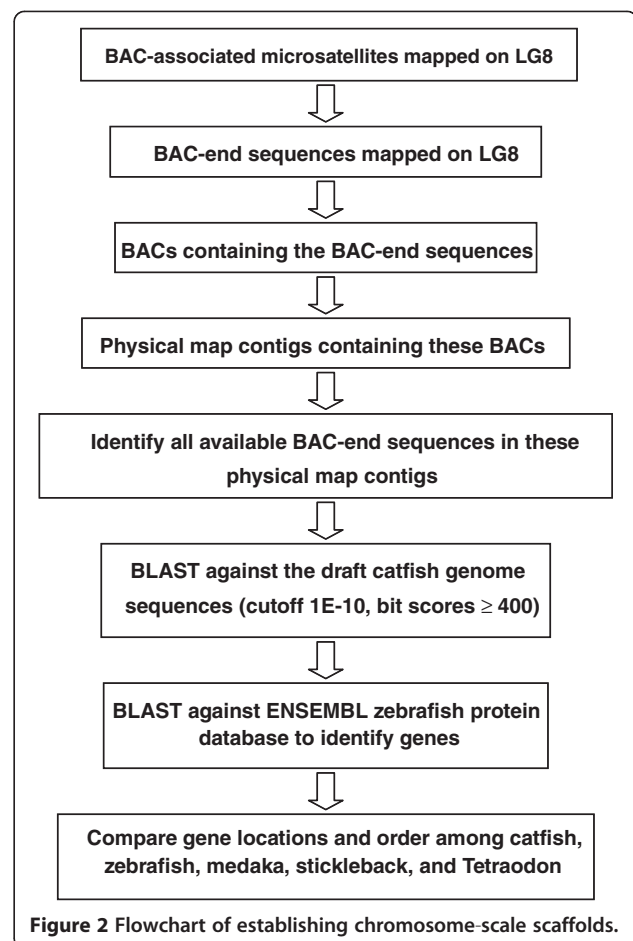 BAC-associated microsatellites mapped on LG8
BAC-end sequences mapped on LG8
BACs containing the BAC-end sequences
Physical map contigs containing these BACs
Identify all available BAC-end sequences in these
physical map contigs
BLAST against the draft catfish genome
sequences (cutoff 1E-10, bit scores ≥ 400)
BLAST against ENSEMBL zebrafish protein
database to identify genes
Compare gene locations and order among catfish,
zebrafish, medaka, stickleback, and Tetraodon
Figure 2 Flowchart of establishing chromosome-scale scaffolds.